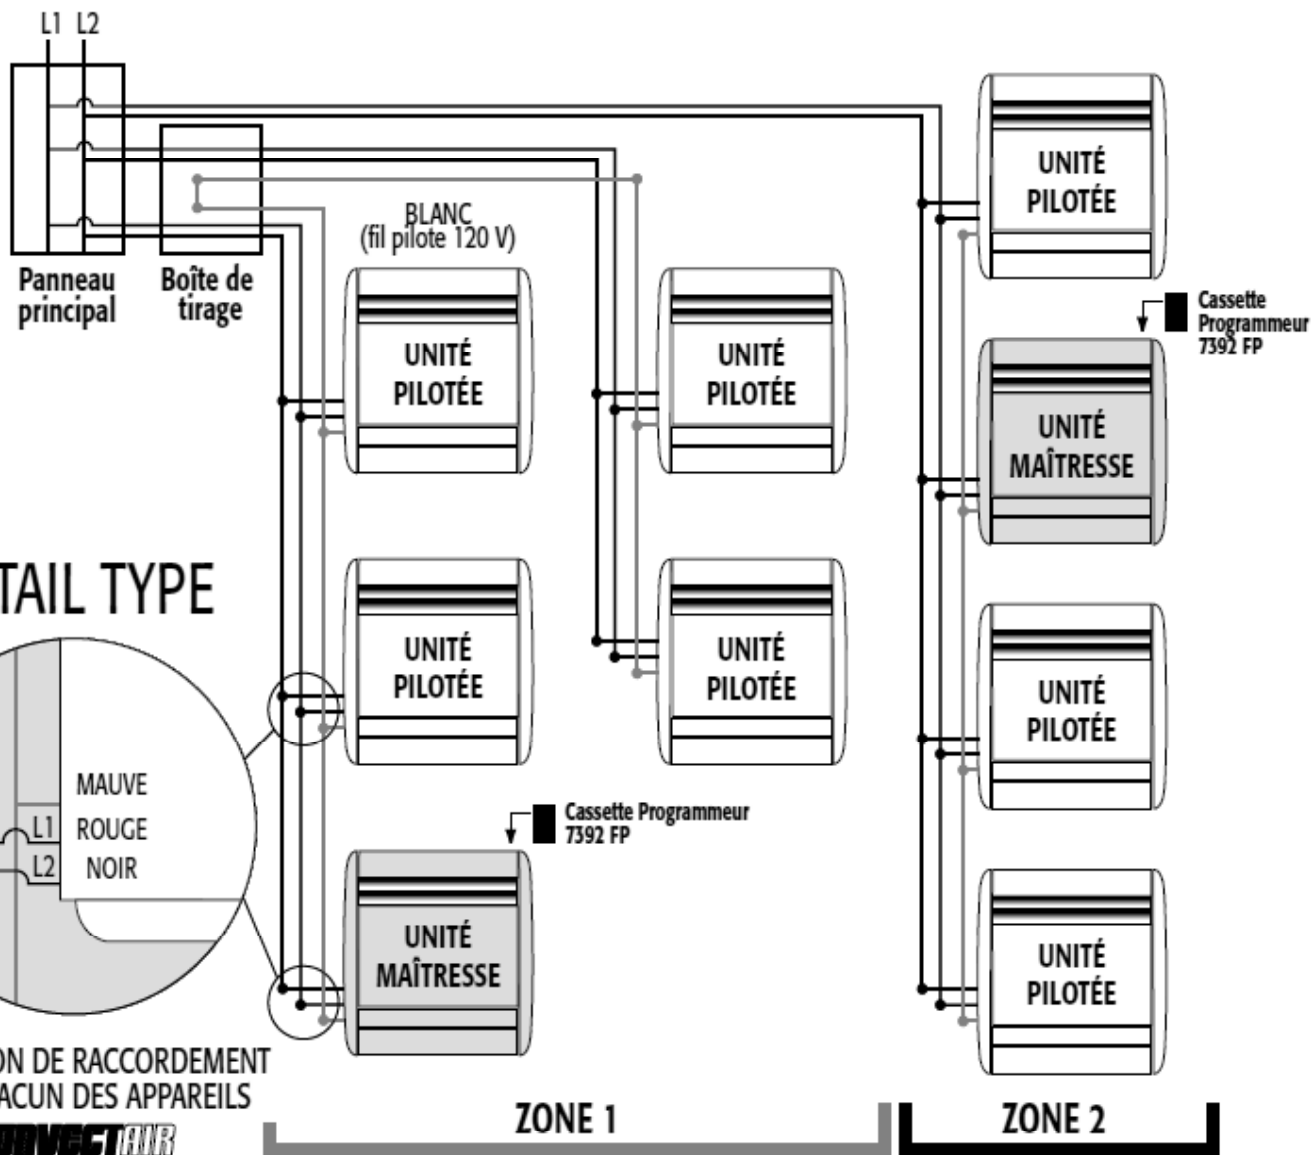 L1 L2
Panneau
principal
Boîte de
tirage
BLANC
(fil pilote 120 V)
UNITÉ
PILOTÉE
UNITÉ
PILOTÉE
UNITÉ
PILOTÉE
UNITÉ
PILOTÉE
Cassette Programmeur
7392 FP
UNITÉ
MAÎTRESSE
UNITÉ
PILOTÉE
Cassette
Programmeur
7392 FP
UNITÉ
MAÎTRESSE
UNITÉ
PILOTÉE
UNITÉ
PILOTÉE
TAIL TYPE
MAUVE
L1 ROUGE
L2 NOIR
ON DE RACCORDEMENT
ACUN DES APPAREILS
ZONE 1
ZONE 2